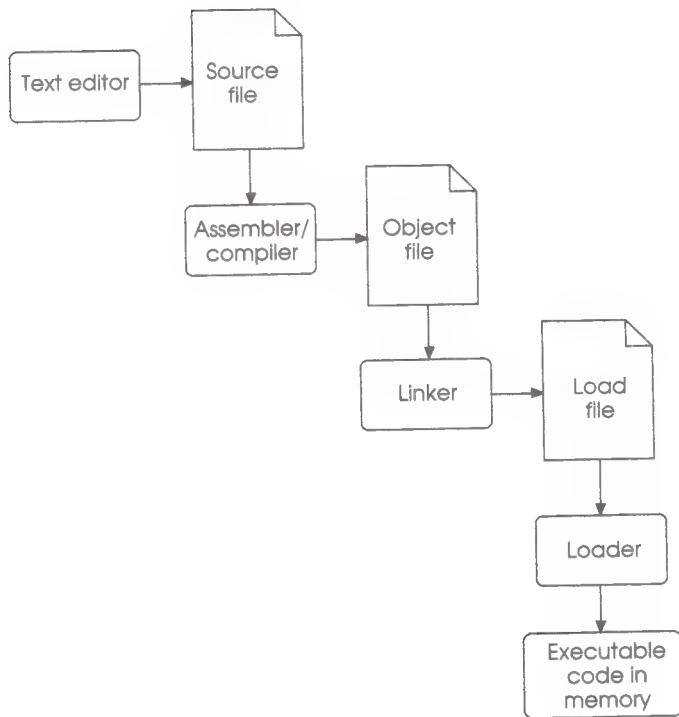 Text editor
Source
file
Assembler/
compiler
Object
file
Linker
Load
file
Loader
Executable
code in
memory